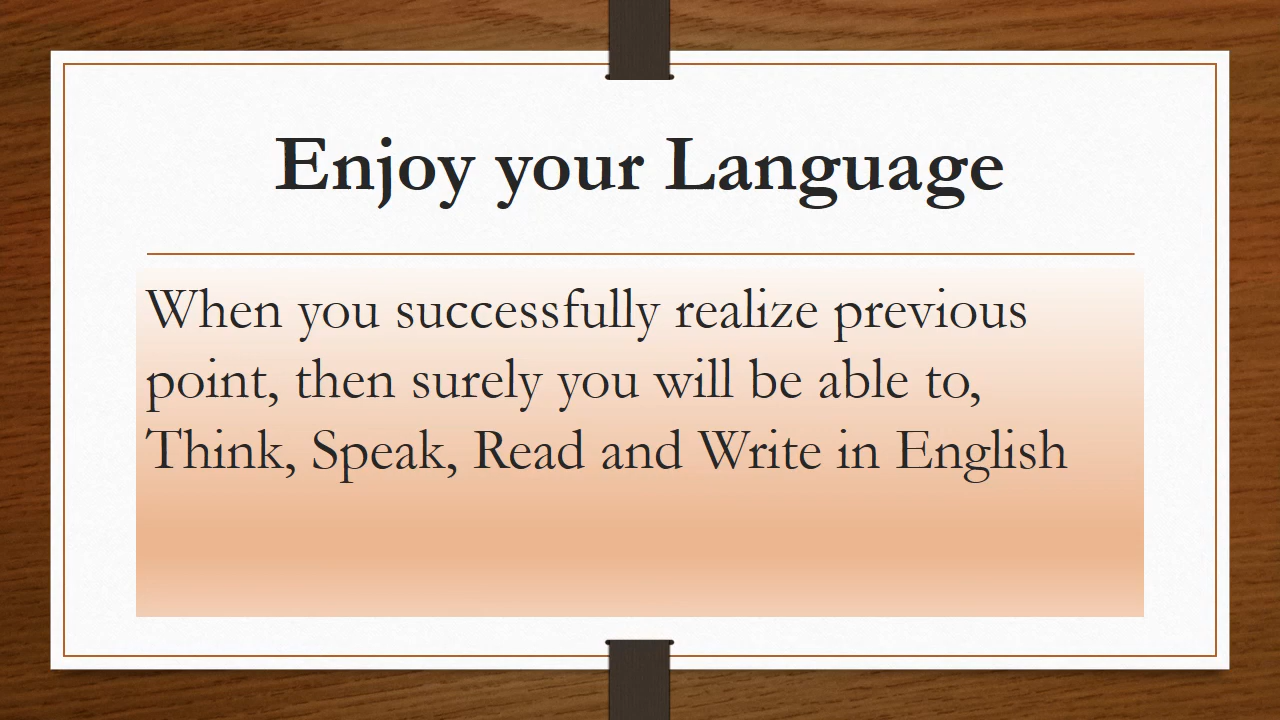 Enjoy your Language
When you successfully realize previous
point, then surely you will be able to,
Think, Speak, Read and Write in English